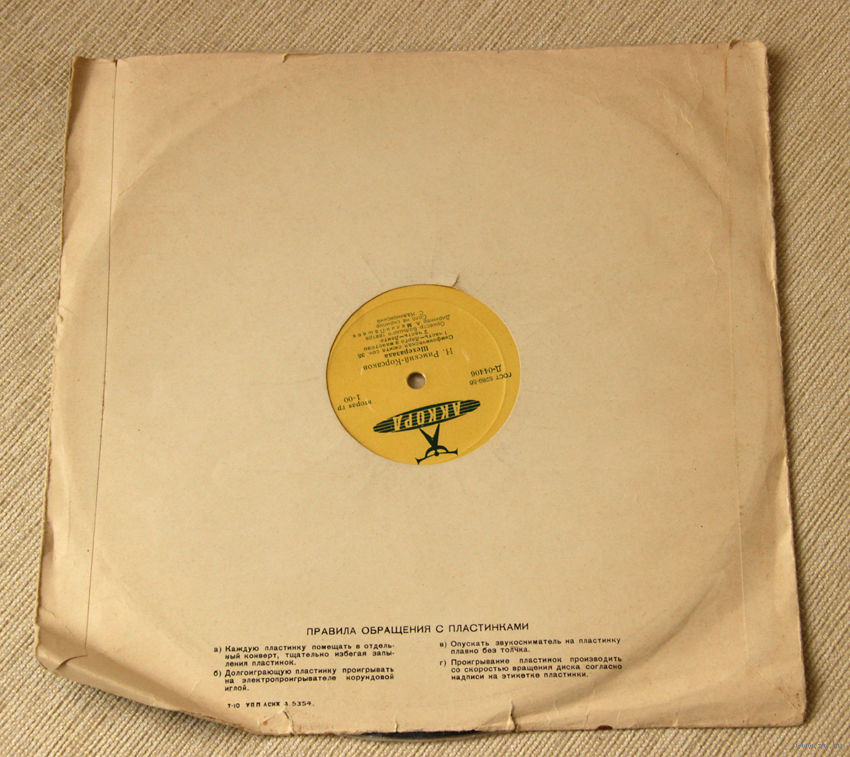 АККОРД
ГОСТ 5289-56
Д-04406
вторая гр.
1-00
Н. Римский-Корсаков
Шехеразада
Симфоническая сюита соч. 35
Оркестр Большого театра
ПРАВИЛА ОБРАЩЕНИЯ С ПЛАСТИНКАМИ
а) Каждую пластинку помещать в отдель-
ный конверт, тщательно избегая запы-
ления пластинок.
б) Долгоиграющую пластинку проигрывать
на электропроигрывателе корундовой
иглой.
в) Опускать звукосниматель на пластинку
плавно без толчка.
г) Проигрывание пластинок производить
со скоростью вращения диска согласно
надписи на этикетке пластинки.
Т-10 УПП АСНХ з. 5354.